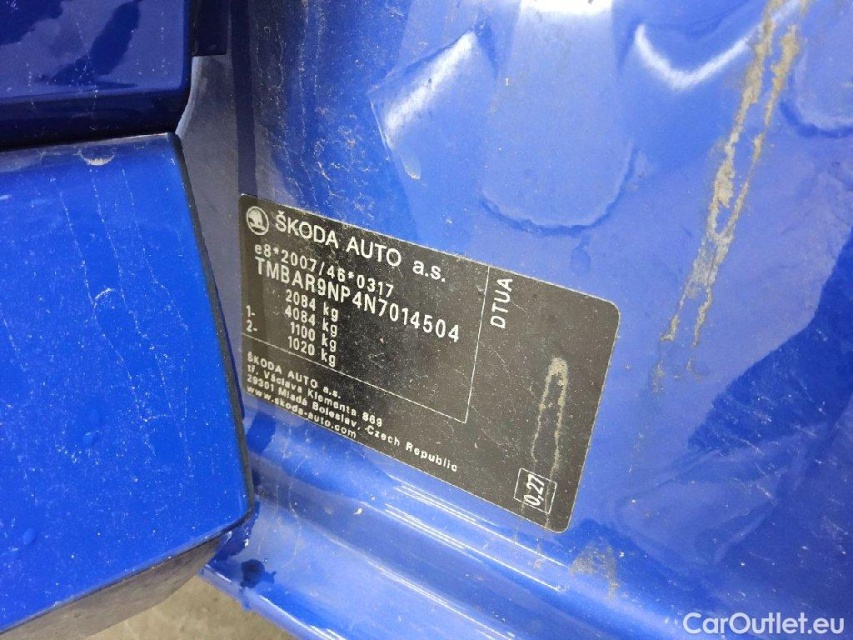 ŠKODA AUTO a.s.
e8*2007/46*0317
TMBAR9NP4N7014504
2084 kg
4084 kg
1- 1100 kg
2- 1020 kg
DTUA
ŠKODA AUTO a.s.
tř. Václava Klementa 869
29301 Mladá Boleslav, Czech Republic
www.skoda-auto.com
0,27
CarOutlet.eu